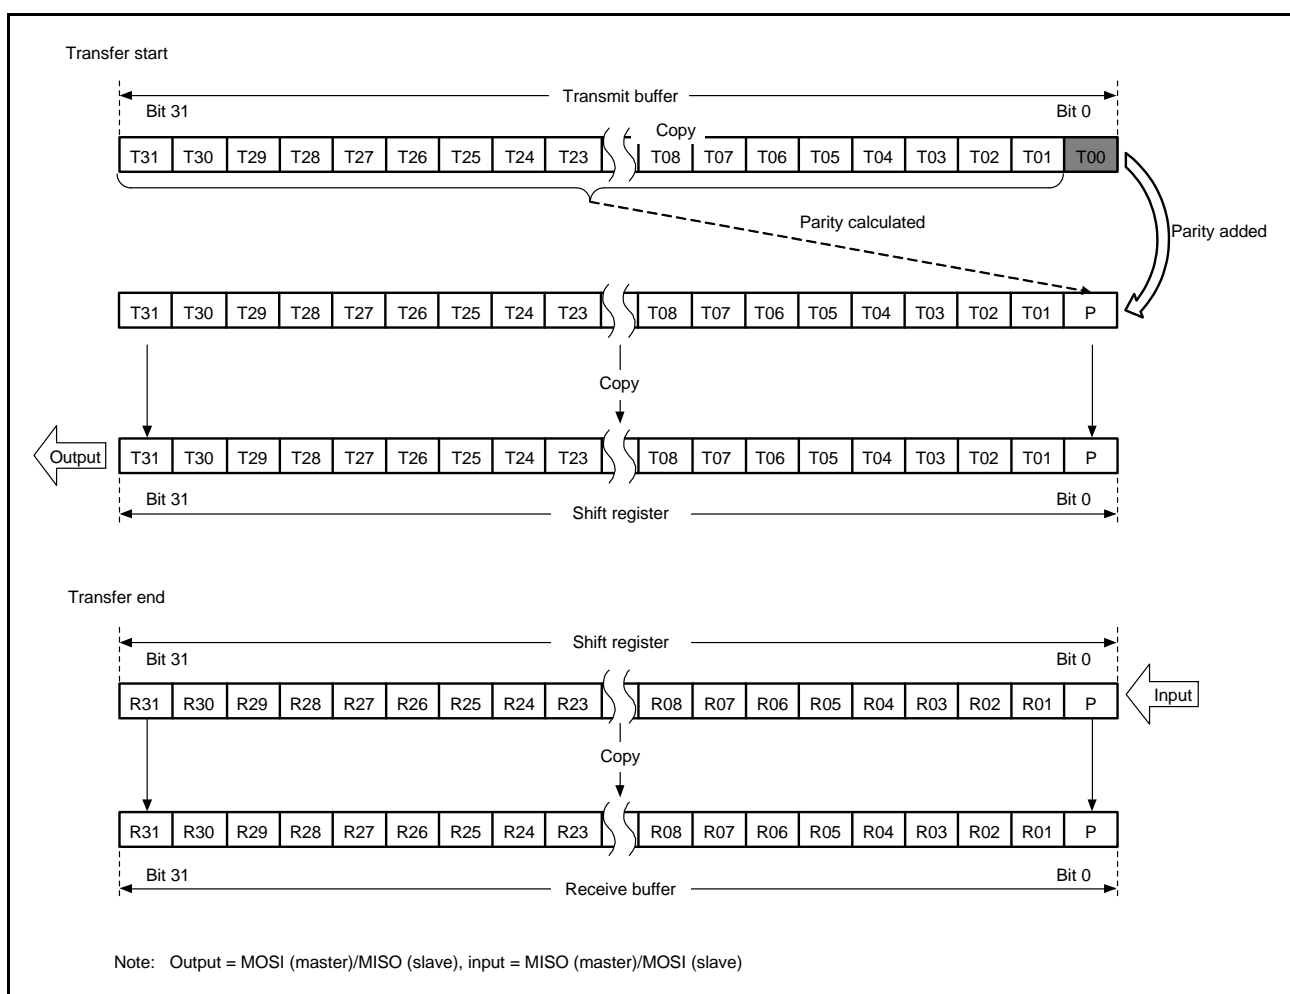 Transfer start
Transmit buffer
Bit 31 Bit 0
Copy
T31 T30 T29 T28 T27 T26 T25 T24 T23 T08 T07 T06 T05 T04 T03 T02 T01 T00
Parity calculated
Parity added
T31 T30 T29 T28 T27 T26 T25 T24 T23 T08 T07 T06 T05 T04 T03 T02 T01 P
Copy
Output T31 T30 T29 T28 T27 T26 T25 T24 T23 T08 T07 T06 T05 T04 T03 T02 T01 P
Bit 31 Bit 0
Shift register
Transfer end
Shift register
Bit 31 Bit 0
R31 R30 R29 R28 R27 R26 R25 R24 R23 R08 R07 R06 R05 R04 R03 R02 R01 P Input
Copy
R31 R30 R29 R28 R27 R26 R25 R24 R23 R08 R07 R06 R05 R04 R03 R02 R01 P
Bit 31 Bit 0
Receive buffer
Note: Output = MOSI (master)/MISO (slave), input = MISO (master)/MOSI (slave)